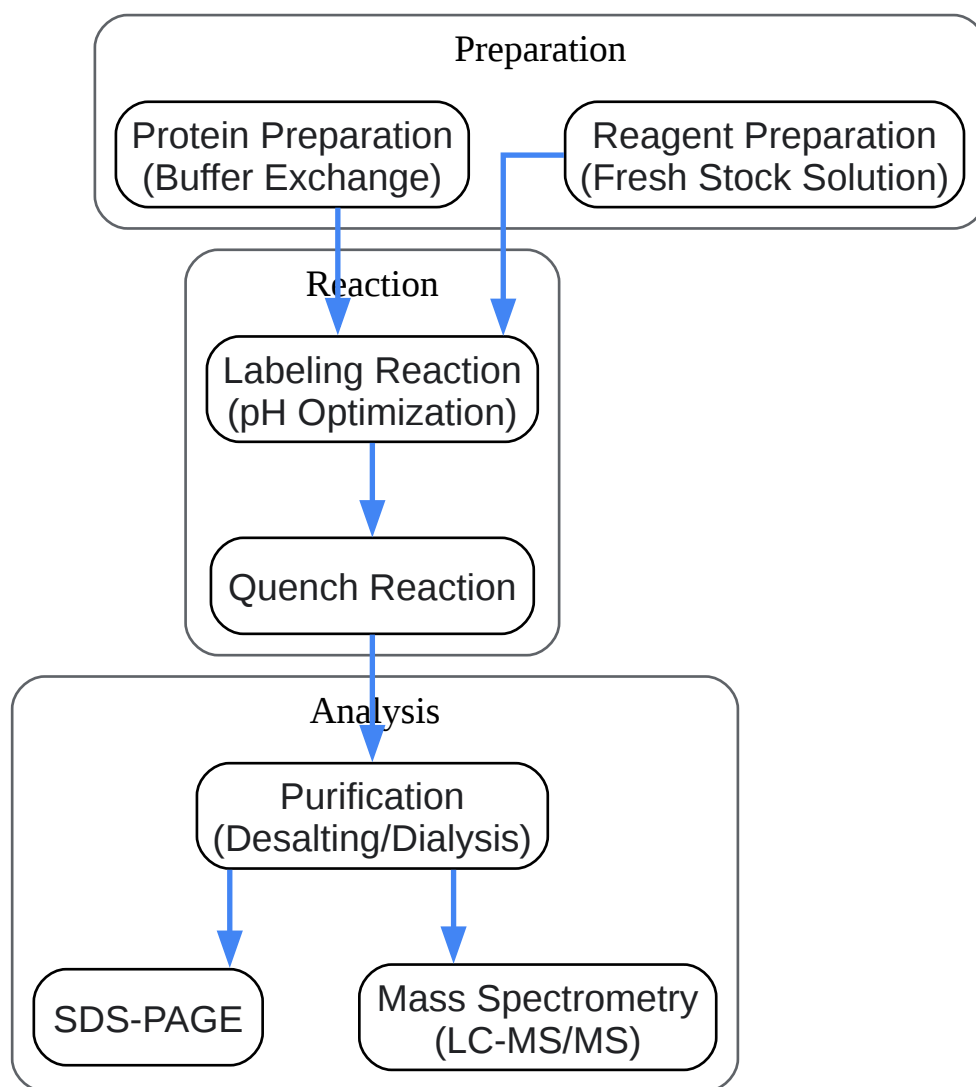 Preparation
Protein Preparation
(Buffer Exchange)
Reagent Preparation
(Fresh Stock Solution)
Reaction
Labeling Reaction
(pH Optimization)
Quench Reaction
Analysis
Purification
(Desalting/Dialysis)
SDS-PAGE
Mass Spectrometry
(LC-MS/MS)